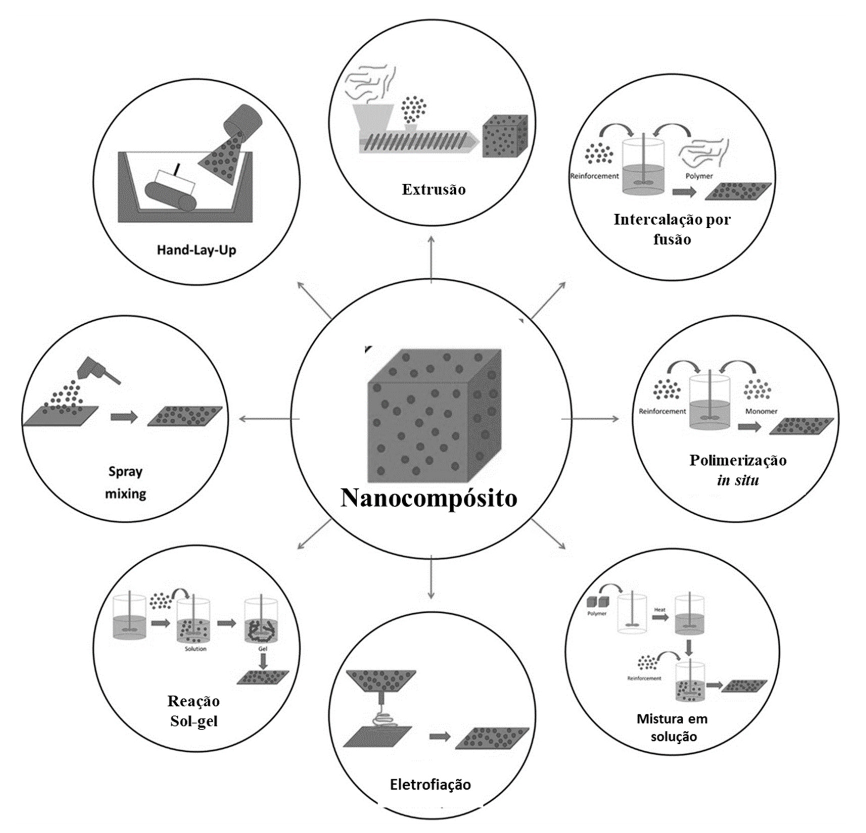 Extrusão
Reinforcement
Polymer
Intercalação por
fusão
Hand-Lay-Up
Reinforcement
Monomer
Polimerização
in situ
Nanocompósito
Spray
mixing
Polymer
Heat
Reinforcement
Mistura em
solução
Solution
Gel
Reação
Sol-gel
Eletrofiação